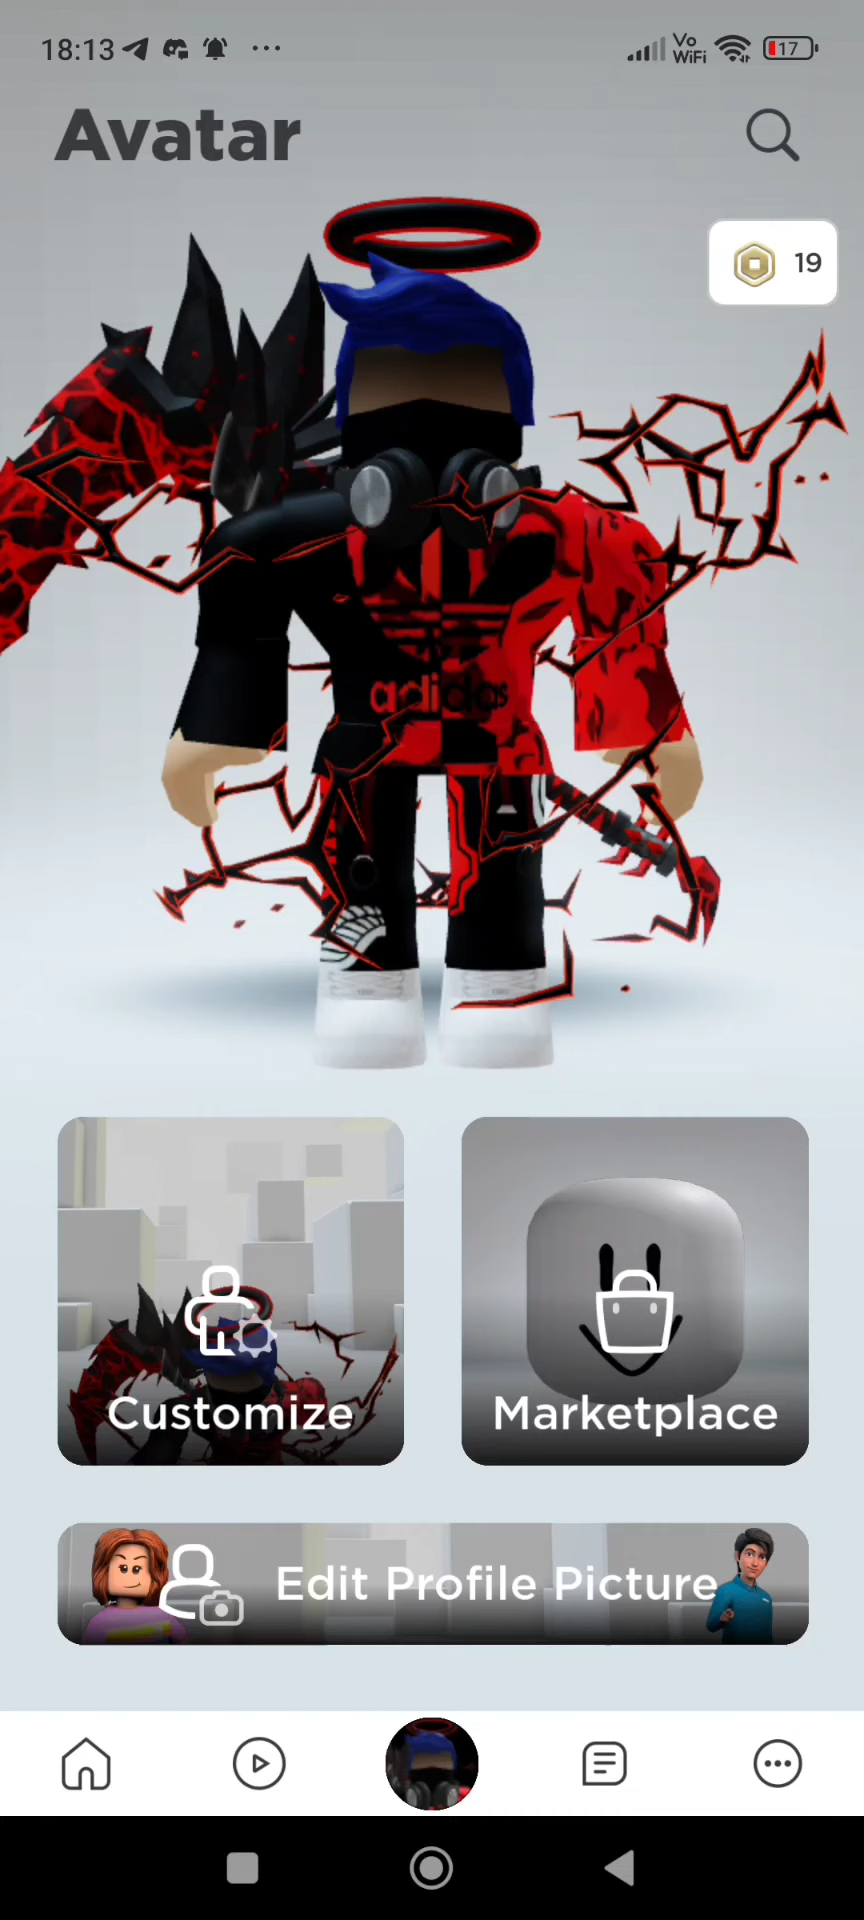 18:13 ... Vo WiFi 17
Avatar
19
adidas
Customize
Marketplace
Edit Profile Picture